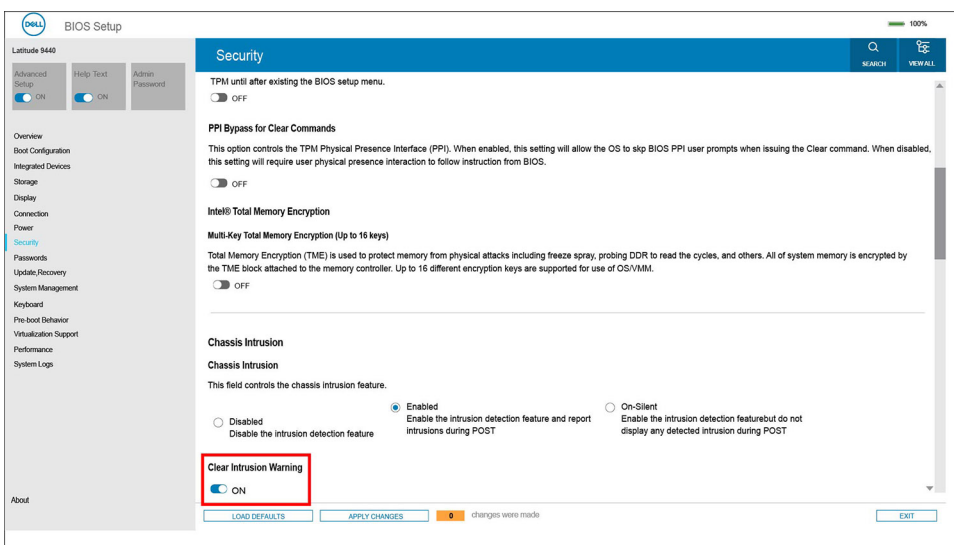 DELL
BIOS Setup
100%
Latitude 9440
Advanced Setup
ON
Help Text
ON
Admin Password
Overview
Boot Configuration
Integrated Devices
Storage
Display
Connection
Power
Security
Passwords
Update,Recovery
System Management
Keyboard
Pre-boot Behavior
Virtualization Support
Performance
System Logs
About
Security
SEARCH
VIEW ALL
TPM until after existing the BIOS setup menu.
OFF
PPI Bypass for Clear Commands
This option controls the TPM Physical Presence Interface (PPI). When enabled, this setting will allow the OS to skp BIOS PPI user prompts when issuing the Clear command. When disabled,
this setting will require user physical presence interaction to follow instruction from BIOS.
OFF
Intel® Total Memory Encryption
Multi-Key Total Memory Encryption (Up to 16 keys)
Total Memory Encryption (TME) is used to protect memory from physical attacks including freeze spray, probing DDR to read the cycles, and others. All of system memory is encrypted by
the TME block attached to the memory controller. Up to 16 different encryption keys are supported for use of OS/VMM.
OFF
Chassis Intrusion
Chassis Intrusion
This field controls the chassis intrusion feature.
Disabled
Disable the intrusion detection feature
Enabled
Enable the intrusion detection feature and report
intrusions during POST
On-Silent
Enable the intrusion detection featurebut do not
display any detected intrusion during POST
Clear Intrusion Warning
ON
LOAD DEFAULTS
APPLY CHANGES
0 changes were made
EXIT